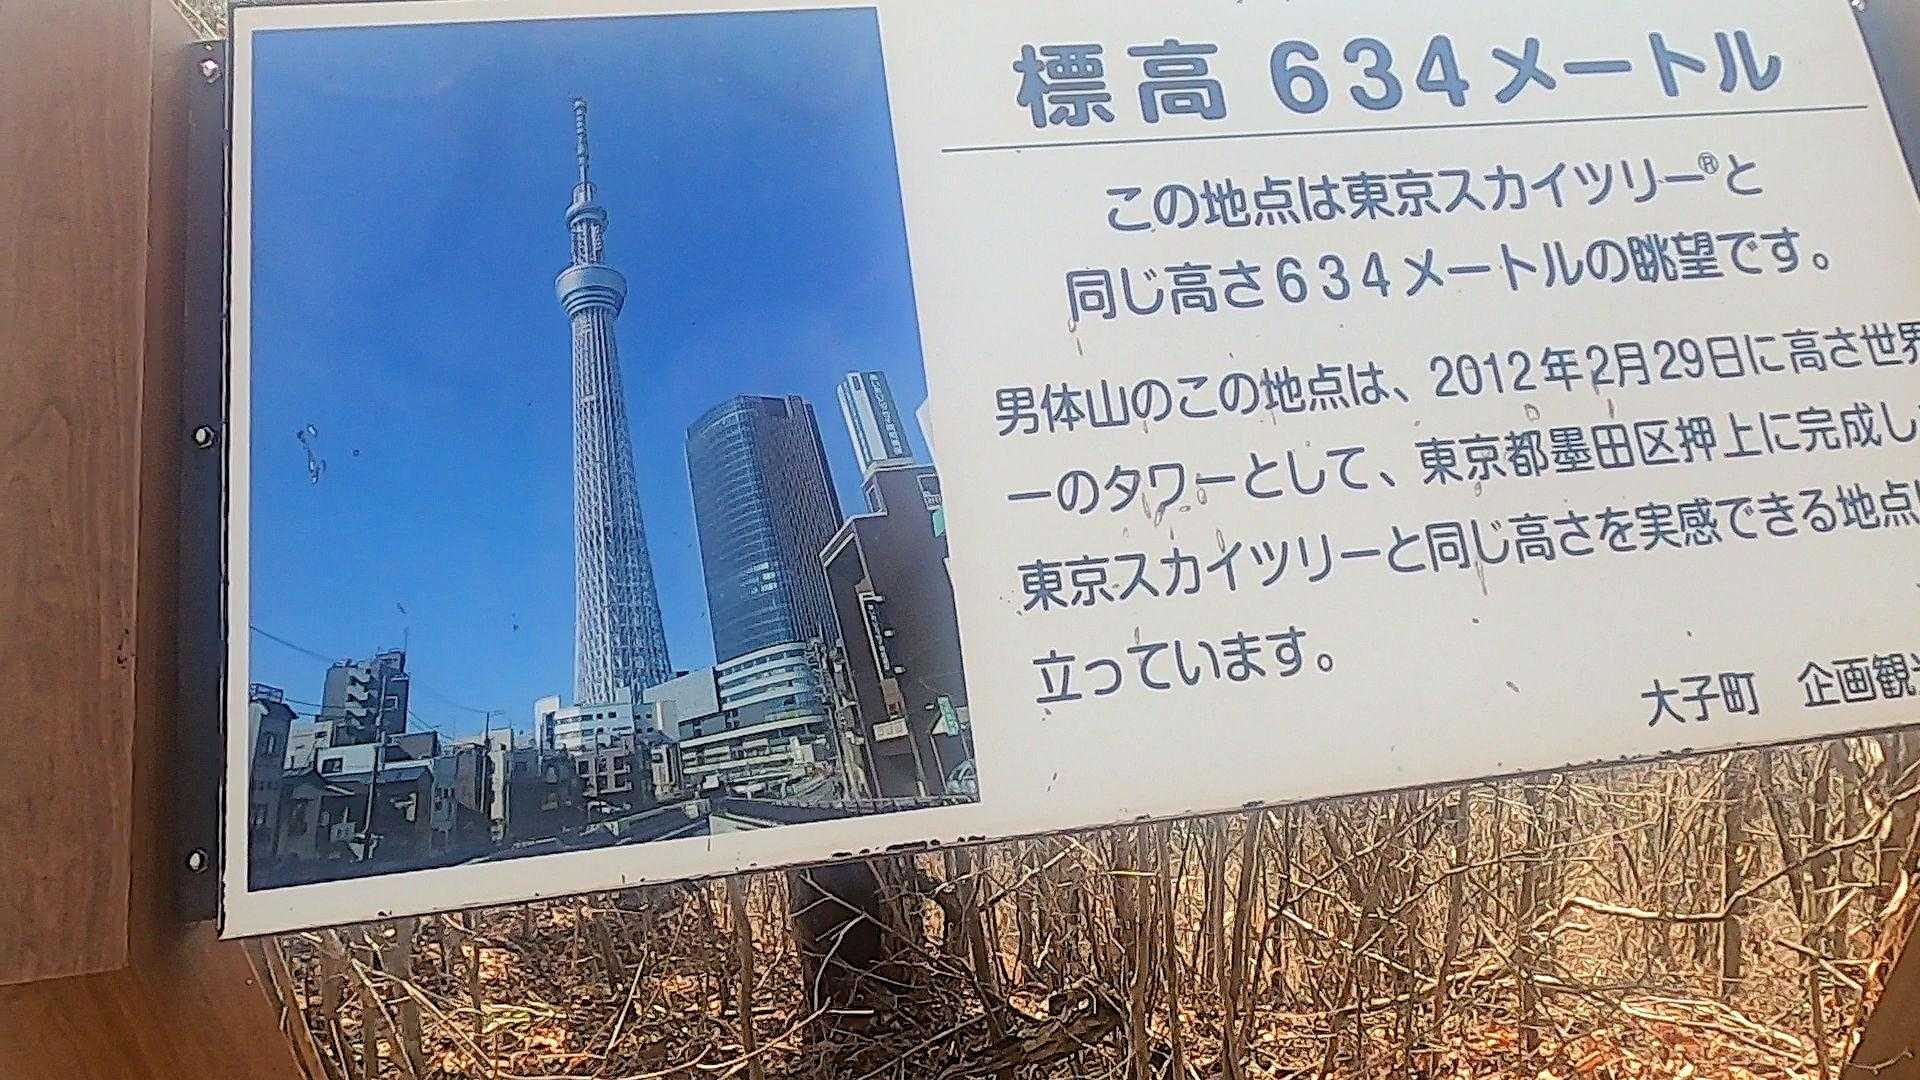 標高 634メートル
この地点は東京スカイツリー®と
同じ高さ634メートルの眺望です。
男体山のこの地点は、2012年2月29日に高さ世界
一のタワーとして、東京都墨田区押上に完成し
東京スカイツリーと同じ高さを実感できる地点
立っています。
大子町 企画観